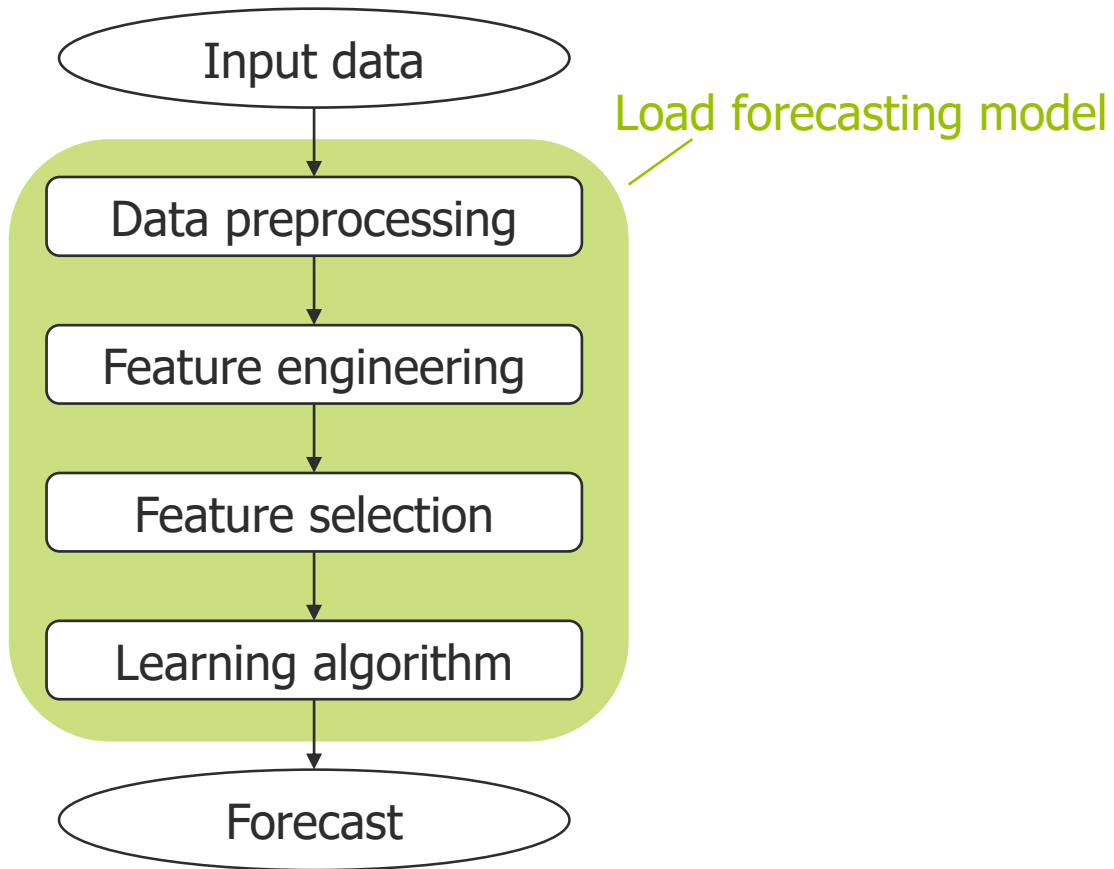 Input data
Load forecasting model
Data preprocessing
Feature engineering
Feature selection
Learning algorithm
Forecast